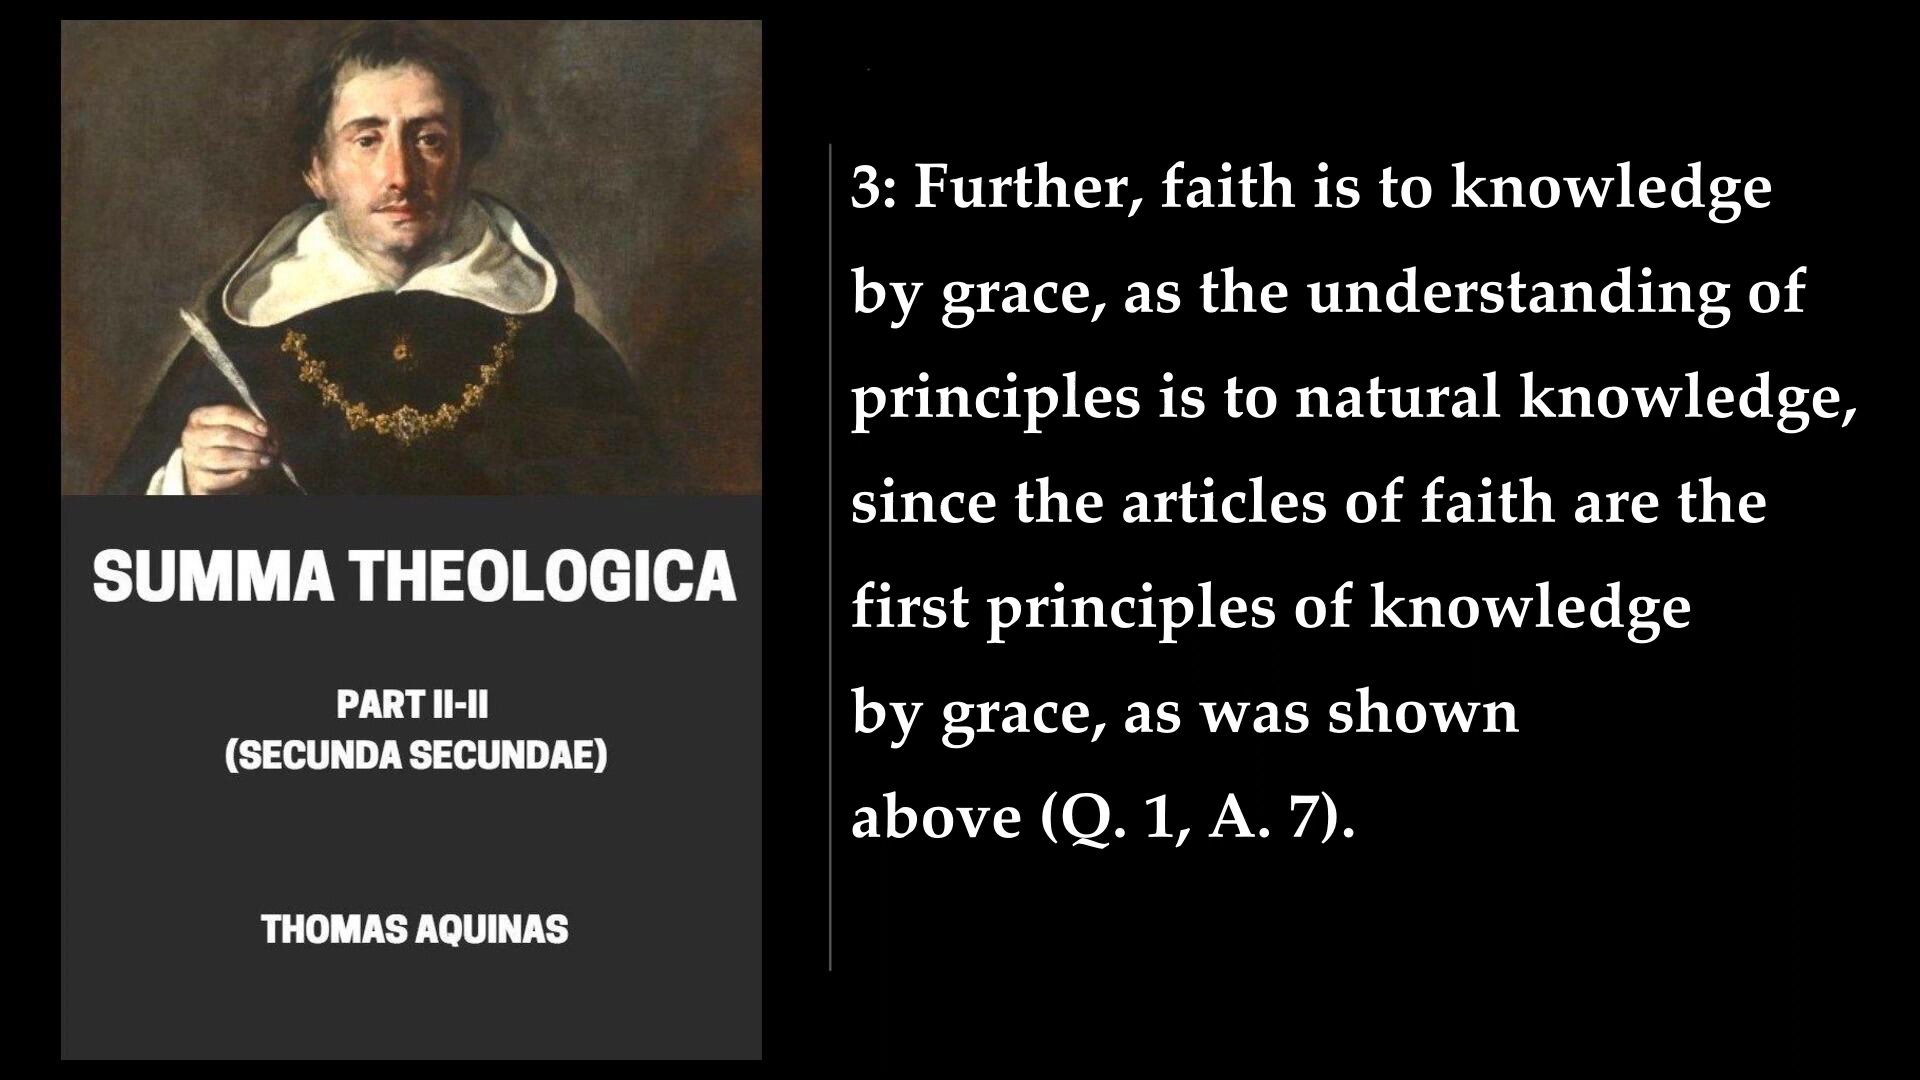 SUMMA THEOLOGICA
PART II-II
(SECUNDA SECUNDAE)
THOMAS AQUINAS
3: Further, faith is to knowledge
by grace, as the understanding of
principles is to natural knowledge,
since the articles of faith are the
first principles of knowledge
by grace, as was shown
above (Q. 1, A. 7).